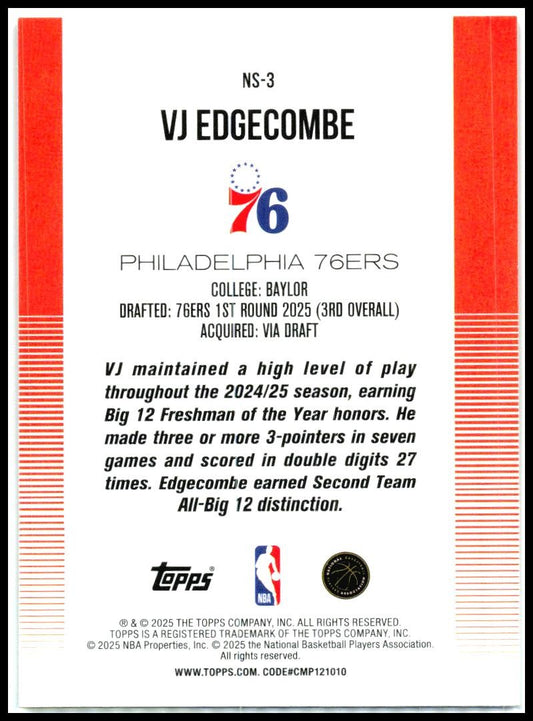 NS-3
VJ EDGECOMBE
76
PHILADELPHIA 76ERS
COLLEGE: BAYLOR
DRAFTED: 76ERS 1ST ROUND 2025 (3RD OVERALL)
ACQUIRED: VIA DRAFT
VJ maintained a high level of play
throughout the 2024/25 season, earning
Big 12 Freshman of the Year honors. He
made three or more 3-pointers in seven
games and scored in double digits 27
times. Edgecombe earned Second Team
All-Big 12 distinction.
TOPPS®
NBA
® & © 2025 THE TOPPS COMPANY, INC. ALL RIGHTS RESERVED.
TOPPS IS A REGISTERED TRADEMARK OF THE TOPPS COMPANY, INC.
© 2025 NBA Properties, Inc. © 2025 the National Basketball Players Association.
All rights reserved.
WWW.TOPPS.COM. CODE#CMP121010